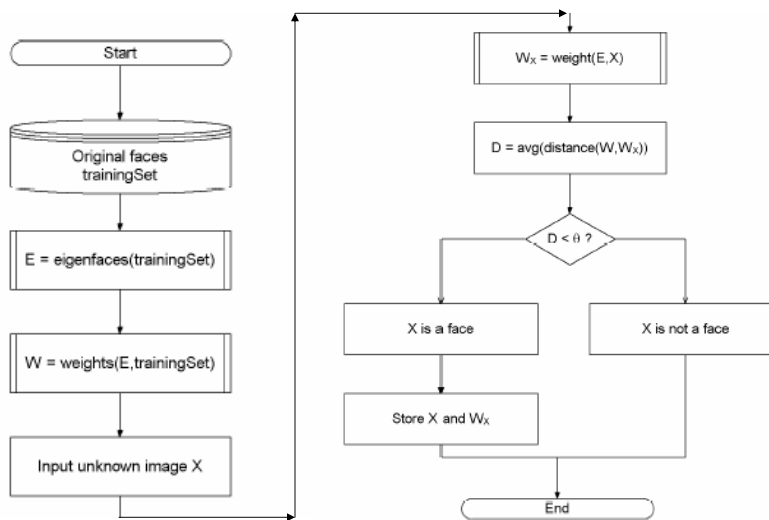 Start
Original faces
trainingSet
E = eigenfaces(trainingSet)
W = weights(E,trainingSet)
Input unknown image X
Wₓ = weight(E,X)
D = avg(distance(W,Wₓ))
D < θ ?
X is a face
X is not a face
Store X and Wₓ
End